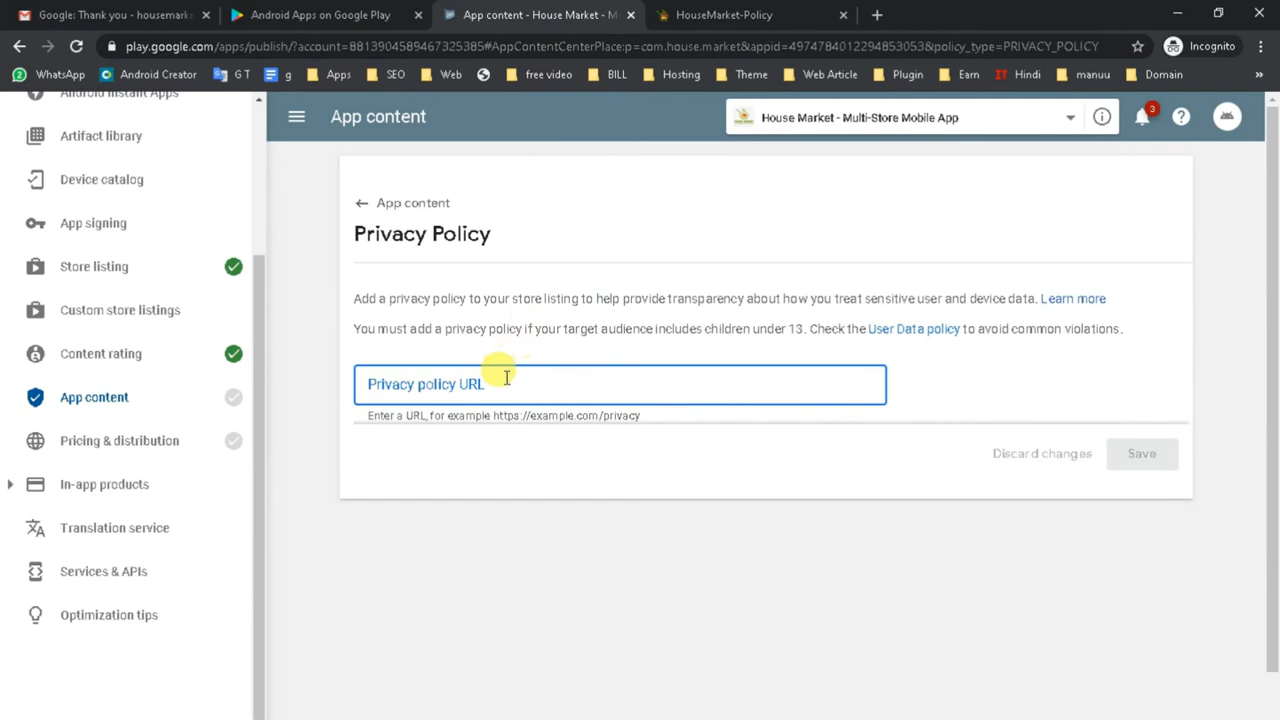 Google: Thank you - housemarke
Android Apps on Google Play
App content - House Market - M
HouseMarket-Policy
play.google.com/apps/publish/?account=8813904589467325385#AppContentCenterPlace:p=com.house.market&appid=4974784012294853053&policy_type=PRIVACY_POLICY
Incognito
WhatsApp
Android Creator
G T
g
Apps
SEO
Web
free video
BILL
Hosting
Theme
Web Article
Plugin
Earn
Hindi
manuu
Domain
»
Android Instant Apps
Artifact library
Device catalog
App signing
Store listing
Custom store listings
Content rating
App content
Pricing & distribution
In-app products
Translation service
Services & APIs
Optimization tips
App content
House Market - Multi-Store Mobile App
3
App content
Privacy Policy
Add a privacy policy to your store listing to help provide transparency about how you treat sensitive user and device data. Learn more
You must add a privacy policy if your target audience includes children under 13. Check the User Data policy to avoid common violations.
Privacy policy URL
Enter a URL, for example https://example.com/privacy
Discard changes
Save